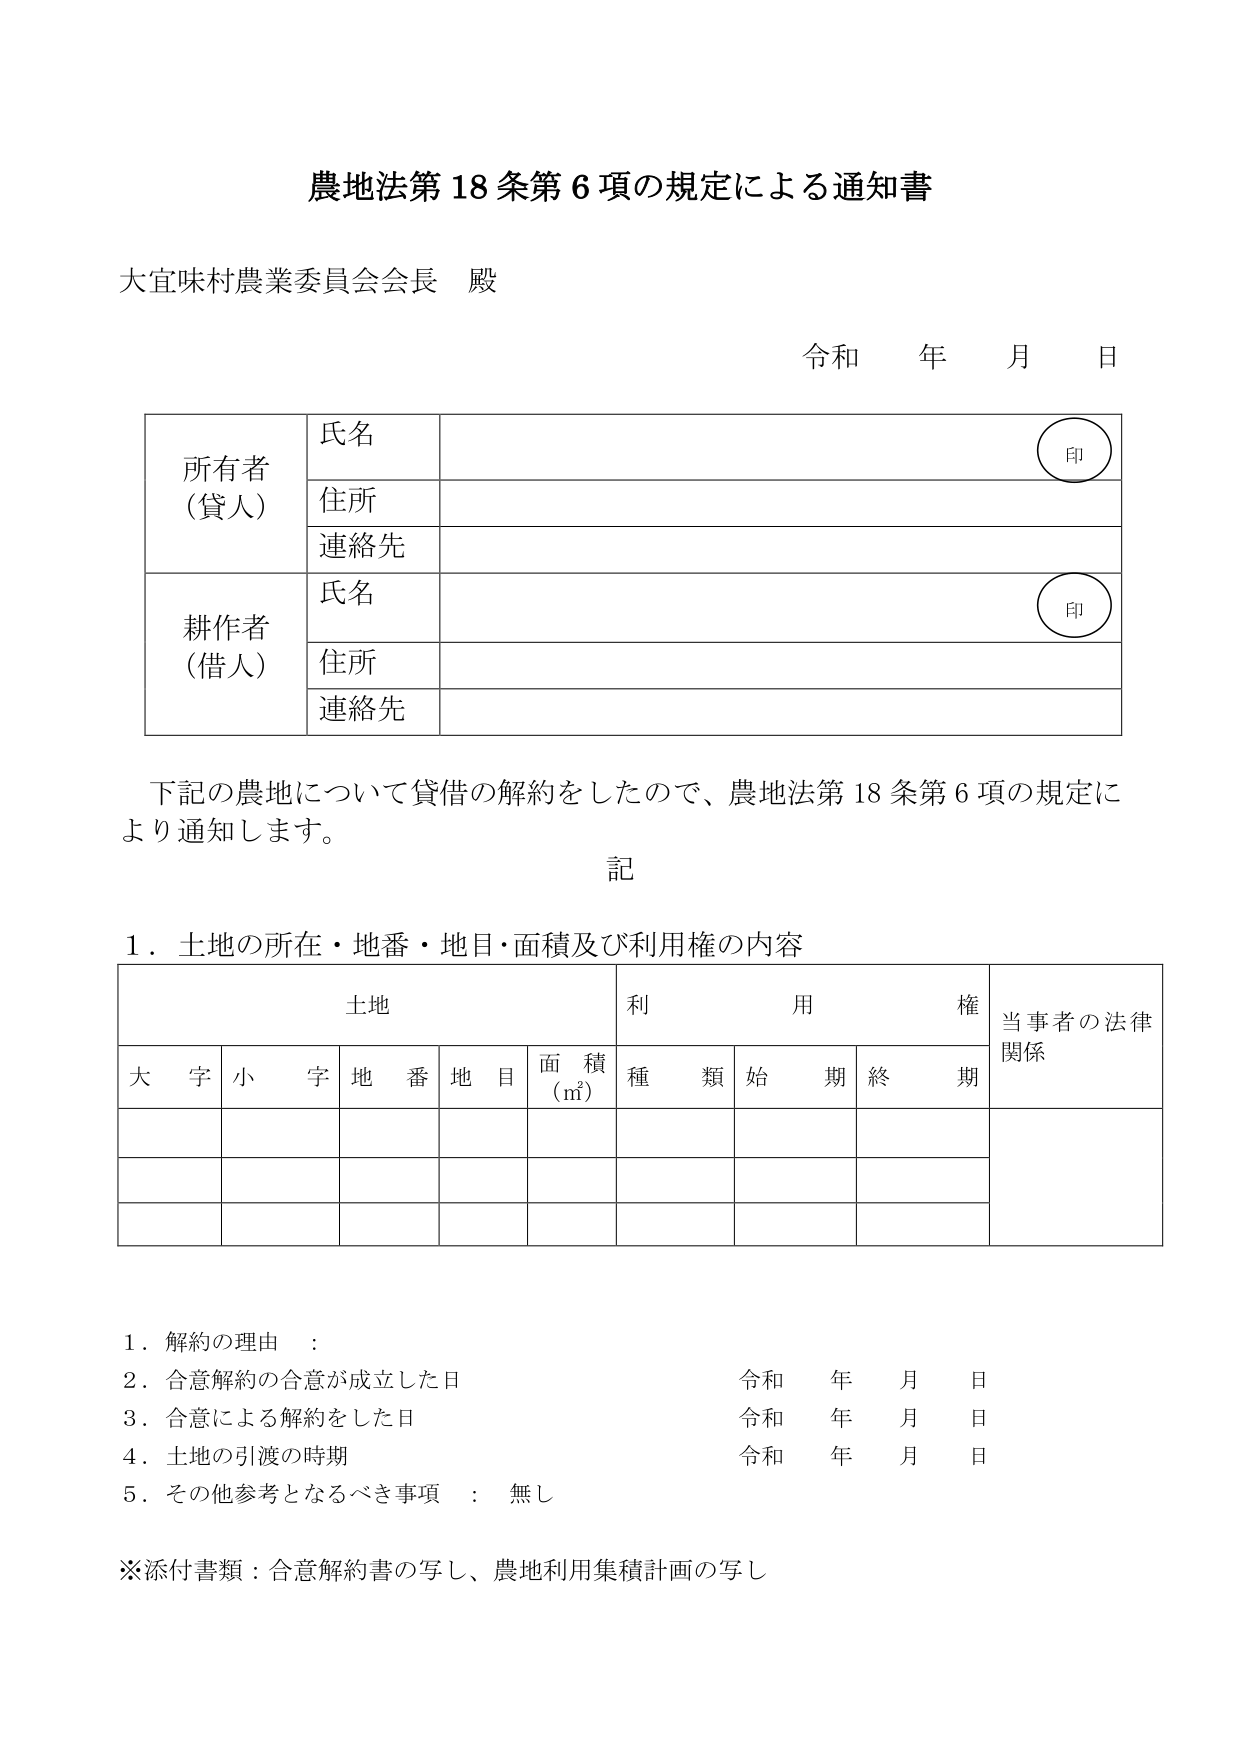 農地法第 18 条第 6 項の規定による通知書
大宜味村農業委員会会長　殿
令和　　年　　月　　日
所有者
（貸人）
氏名
印
住所
連絡先
耕作者
（借人）
氏名
印
住所
連絡先
下記の農地について貸借の解約をしたので、農地法第 18 条第 6 項の規定に
より通知します。
記
１．土地の所在・地番・地目･面積及び利用権の内容
土地
利　用　権
当事者の法律
関係
大　字
小　字
地　番
地　目
面　積
（㎡）
種　類
始　期
終　期
１．解約の理由　：
２．合意解約の合意が成立した日　令和　　年　　月　　日
３．合意による解約をした日　令和　　年　　月　　日
４．土地の引渡の時期　令和　　年　　月　　日
５．その他参考となるべき事項　：　無し
※添付書類：合意解約書の写し、農地利用集積計画の写し